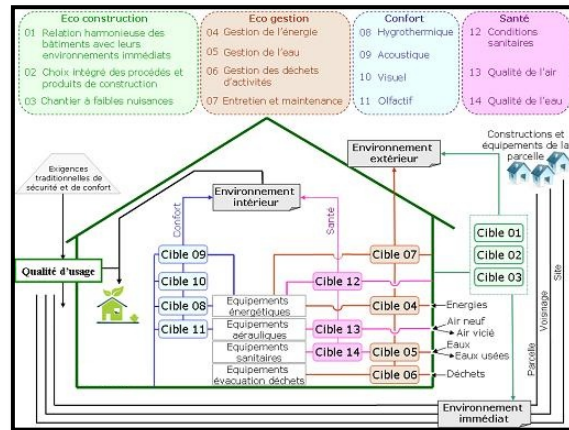 Eco construction
01 Relation harmonieuse des
bâtiments avec leurs
environnements immédiats
02 Choix intégré des procédés et
produits de construction
03 Chantier à faibles nuisances
Eco gestion
04 Gestion de l'énergie
05 Gestion de l'eau
06 Gestion des déchets
d'activités
07 Entretien et maintenance
Confort
08 Hygrothermique
09 Acoustique
10 Visuel
11 Olfactif
Santé
12 Conditions
sanitaires
13 Qualité de l'air
14 Qualité de l'eau
Exigences
traditionnelles de
sécurité et de confort
Environnement
extérieur
Constructions et
équipements de la
parcelle
Environnement
intérieur
Confort
Santé
Qualité d'usage
Cible 01
Cible 02
Cible 03
Cible 09
Cible 07
Cible 10
Cible 12
Cible 08
Equipements
énergétiques
Cible 04
Energies
Cible 11
Equipements
aérauliques
Cible 13
Air neuf
Air vicié
Equipements
sanitaires
Cible 14
Cible 05
Eaux
Eaux usées
Equipements
évacuation déchets
Cible 06
Déchets
Parcelle
Voisinage
Site
Environnement
immédiat